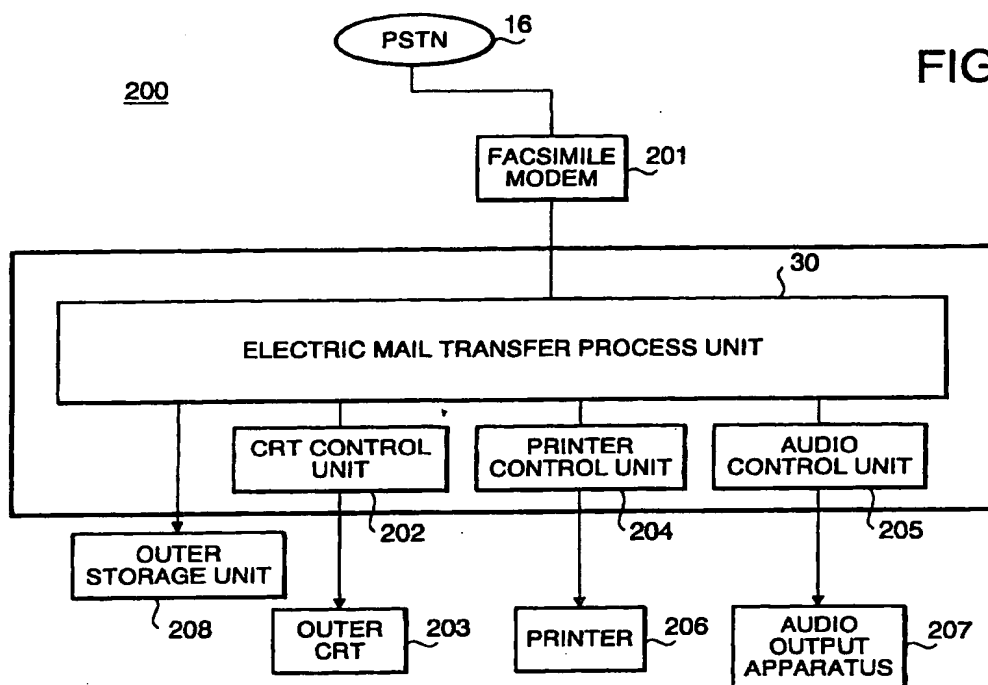 PSTN
16
200
FIG
FACSIMILE
MODEM
201
30
ELECTRIC MAIL TRANSFER PROCESS UNIT
CRT CONTROL
UNIT
PRINTER
CONTROL UNIT
AUDIO
CONTROL UNIT
202
204
205
OUTER
STORAGE UNIT
208
OUTER
CRT
203
PRINTER
206
AUDIO
OUTPUT
APPARATUS
207